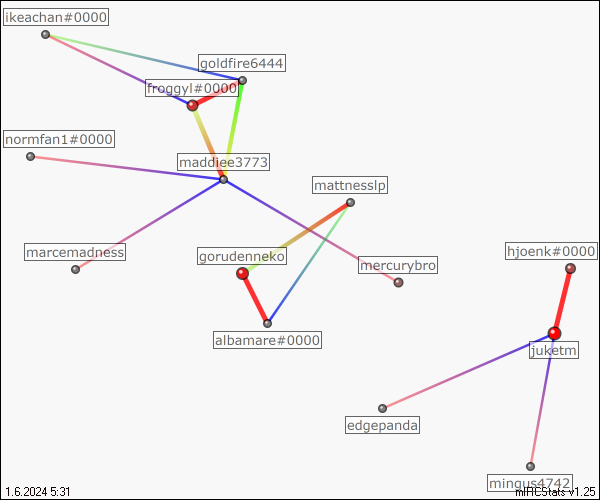 ikeachan#0000
goldfire6444
froggyl#0000
normfan1#0000
maddiee3773
mattnesslp
marcemadness
gorudenneko
mercurybro
hjoenk#0000
albamare#0000
juketm
edgepanda
mingus4742
1.6.2024 5:31
mIRCStats v1.25